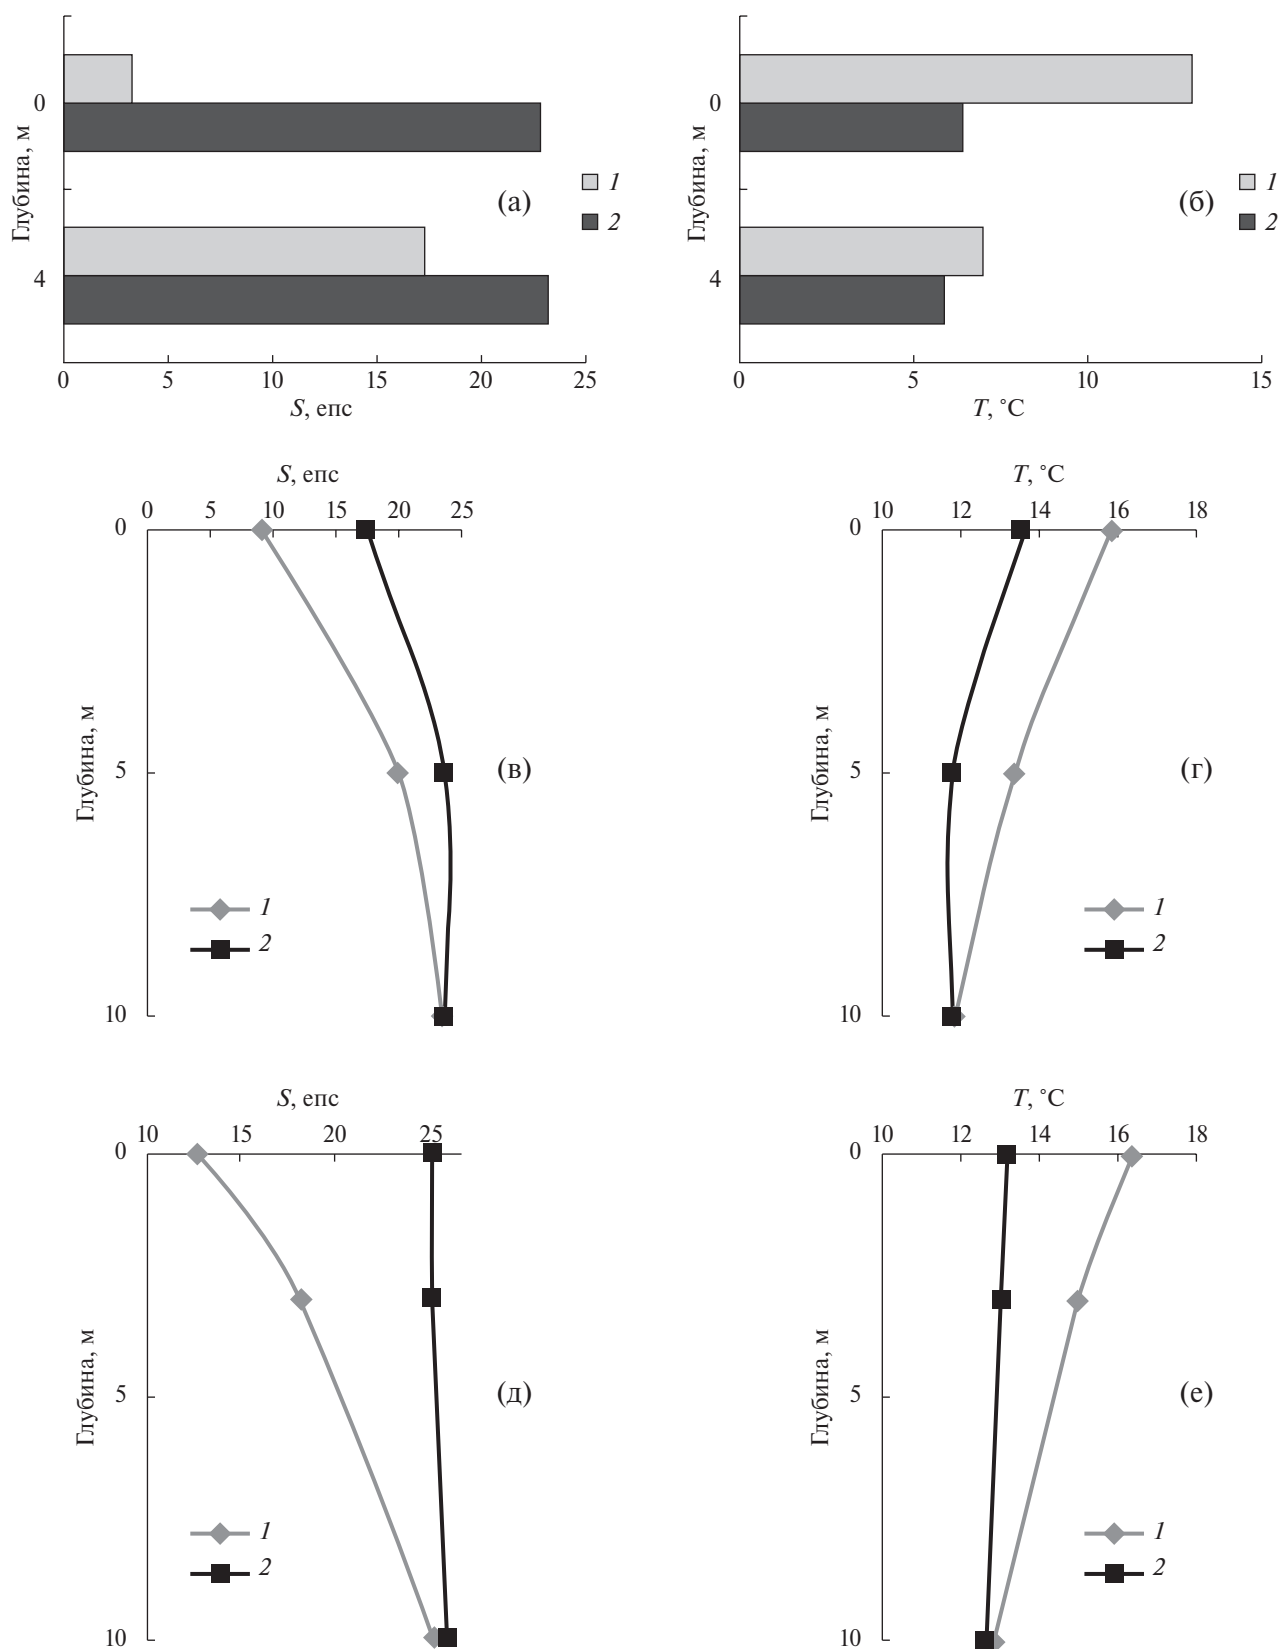 Глубина, м
0
4
(а)
1
2
0 5 10 15 20 25
S, епс
Глубина, м
0
4
(б)
1
2
0 5 10 15
T, °C
S, епс
0 5 10 15 20 25
0
5
10
Глубина, м
(в)
1
2
T, °C
10 12 14 16 18
0
5
10
Глубина, м
(г)
1
2
S, епс
10 15 20 25
0
5
10
Глубина, м
(д)
1
2
T, °C
10 12 14 16 18
0
5
10
Глубина, м
(е)
1
2